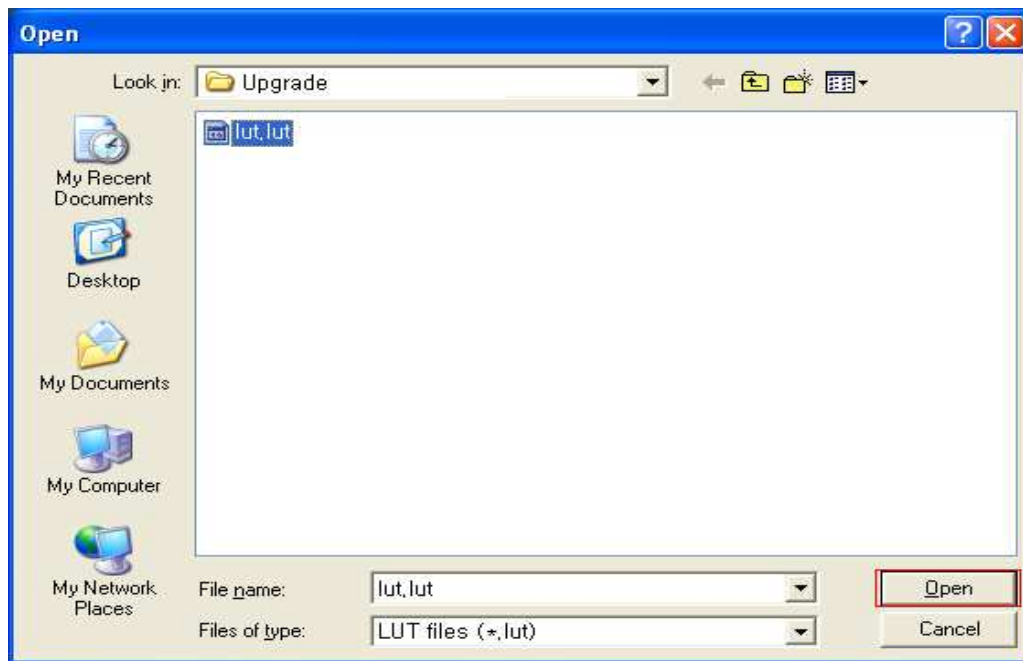 Open
Look in:
Upgrade
lut.lut
My Recent
Documents
Desktop
My Documents
My Computer
My Network
Places
File name:
lut.lut
Open
Files of type:
LUT files (*.lut)
Cancel